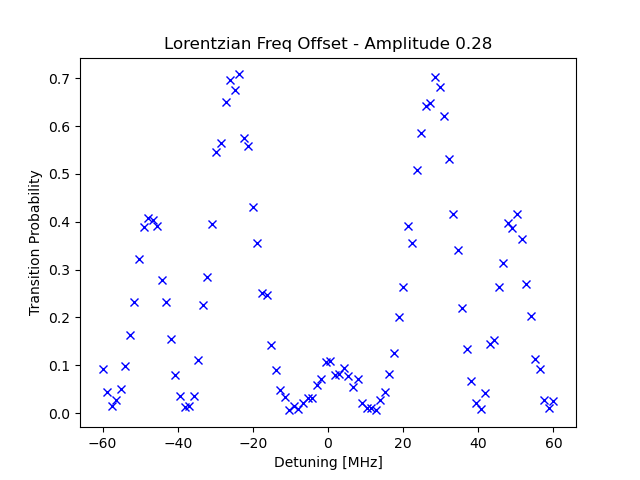 Lorentzian Freq Offset - Amplitude 0.28
Transition Probability
0.7
0.6
0.5
0.4
0.3
0.2
0.1
0.0
−60 −40 −20 0 20 40 60
Detuning [MHz]